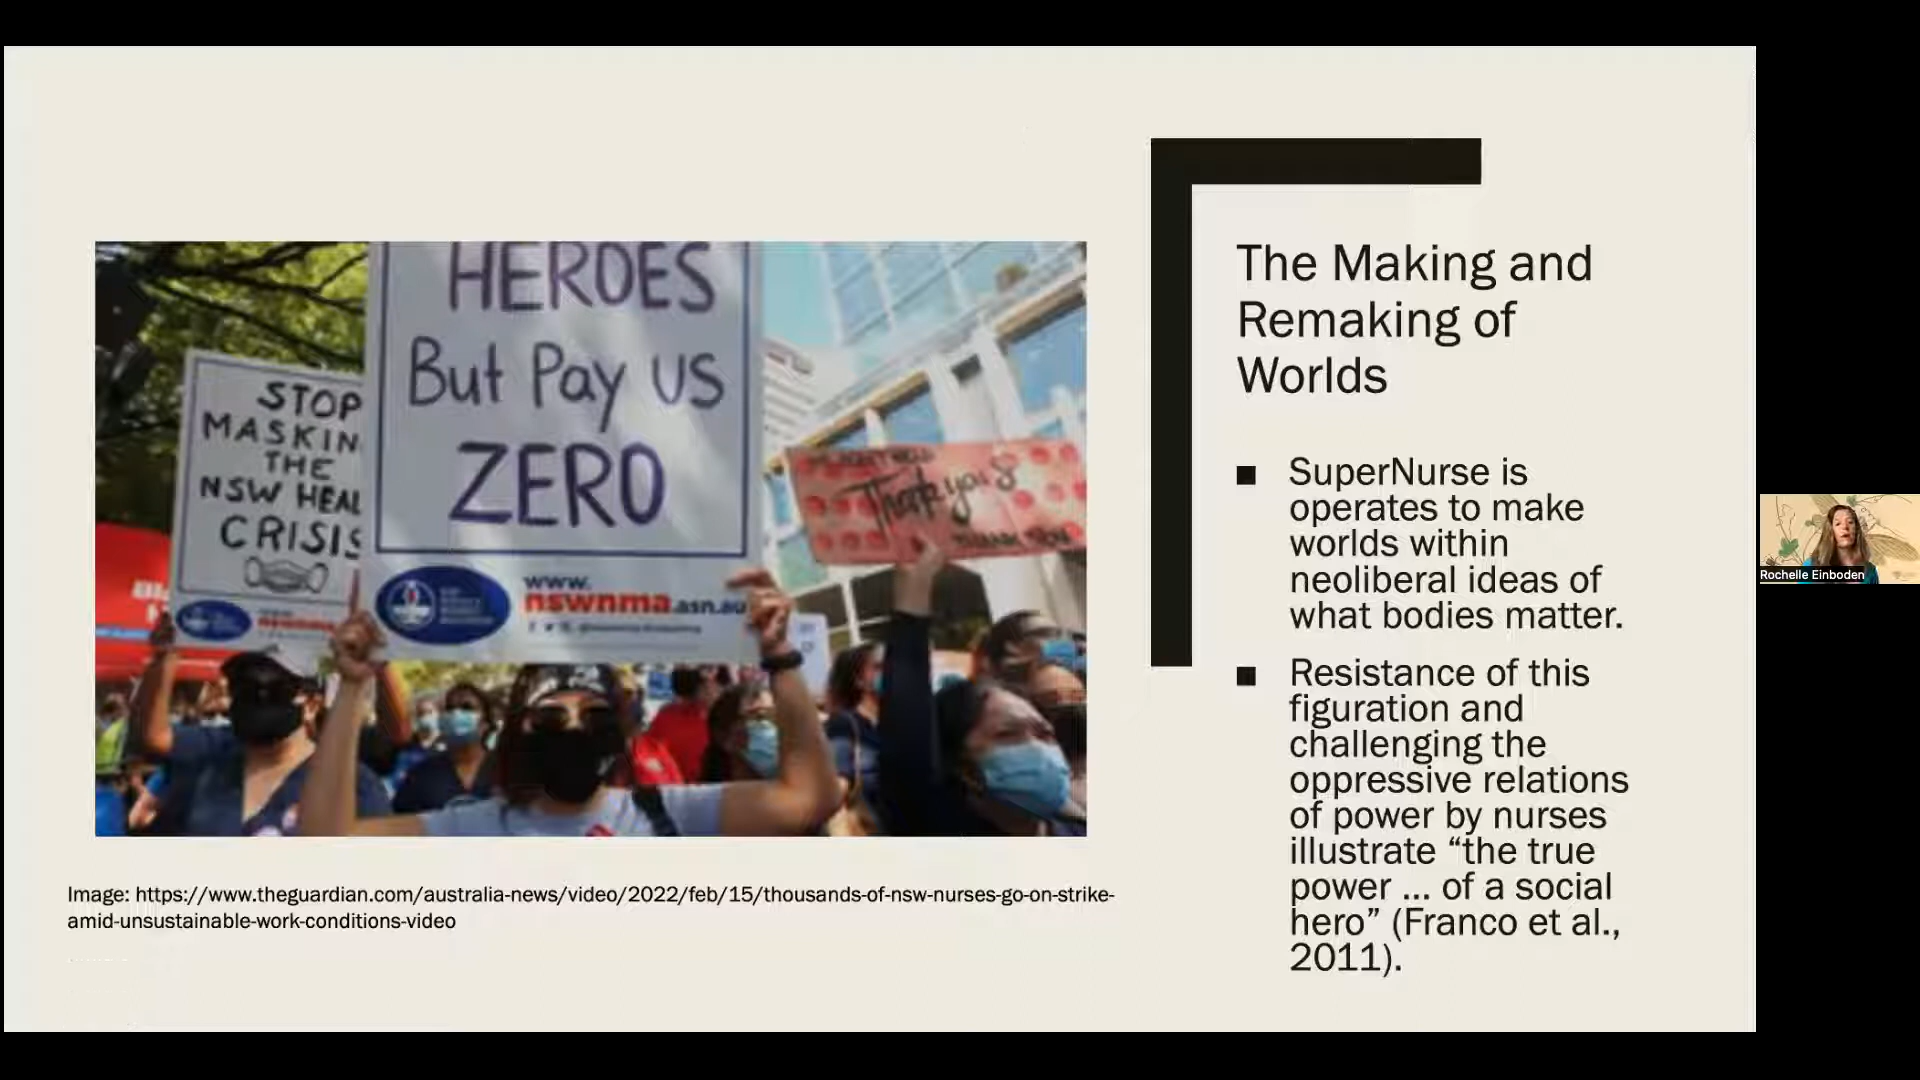 HEROES
But Pay US
ZERO
STOP
MASKIN
THE
NSW HEAL
CRISIS
www.
nswnma.asn.au
Thank you
Image: https://www.theguardian.com/australia-news/video/2022/feb/15/thousands-of-nsw-nurses-go-on-strike-
amid-unsustainable-work-conditions-video
The Making and
Remaking of
Worlds
■ SuperNurse is
operates to make
worlds within
neoliberal ideas of
what bodies matter.
■ Resistance of this
figuration and
challenging the
oppressive relations
of power by nurses
illustrate “the true
power ... of a social
hero” (Franco et al.,
2011).
Rochelle Einboden